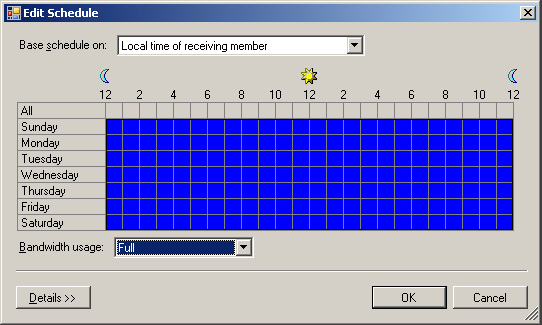 Edit Schedule
Base schedule on: Local time of receiving member
12 2 4 6 8 10 12 2 4 6 8 10 12
All
Sunday
Monday
Tuesday
Wednesday
Thursday
Friday
Saturday
Bandwidth usage: Full
Details >> OK Cancel